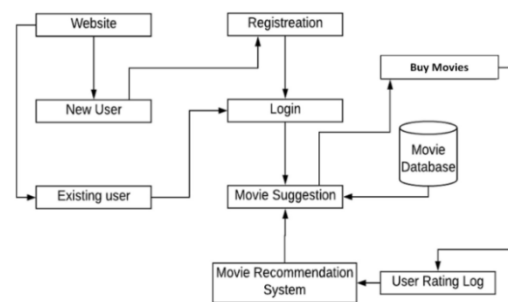 Website
Registreation
Buy Movies
New User
Login
Movie
Database
Existing user
Movie Suggestion
Movie Recommendation
System
User Rating Log